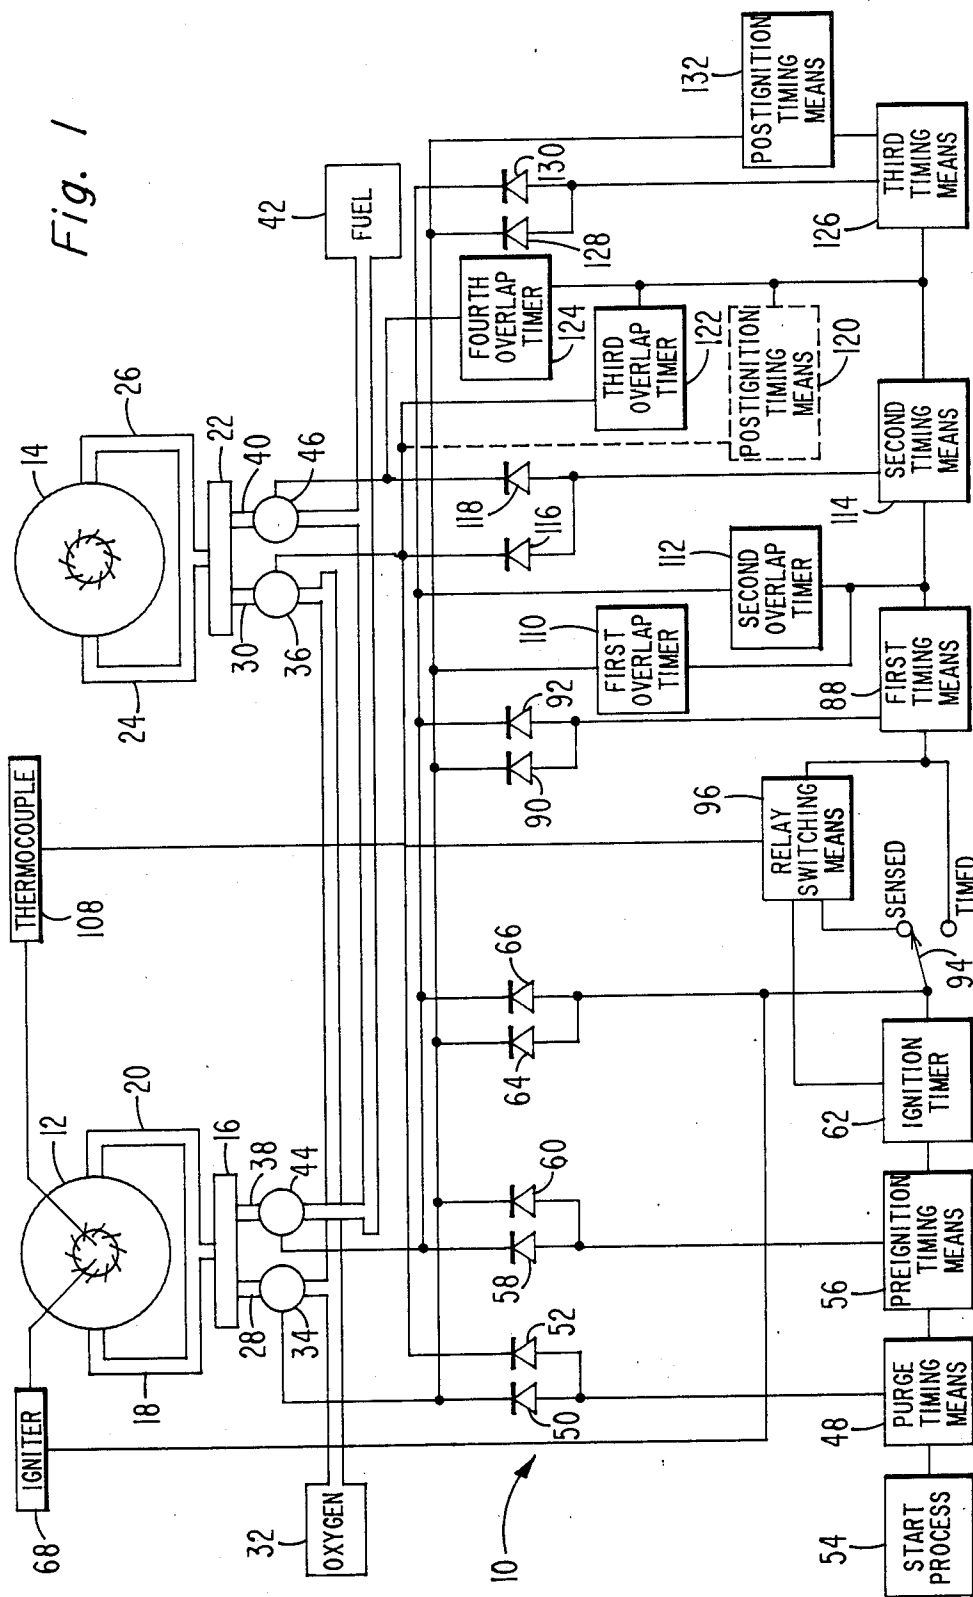 Fig. 1
IGNITER
68
THERMOCOUPLE
108
12
14
18
20
24
26
16
22
28
38
34
44
30
40
36
46
OXYGEN
32
FUEL
42
10
50
52
58
60
64
66
90
92
116
118
128
130
FIRST
OVERLAP
TIMER
110
SECOND
OVERLAP
TIMER
112
FOURTH
OVERLAP
TIMER
124
THIRD
OVERLAP
TIMER
122
POSTIGNITION
TIMING
MEANS
120
POSTIGNITION
TIMING
MEANS
132
RELAY
SWITCHING
MEANS
96
SENSED
TIMED
94
START
PROCESS
54
PURGE
TIMING
MEANS
48
PREIGNITION
TIMING
MEANS
56
IGNITION
TIMER
62
FIRST
TIMING
MEANS
88
SECOND
TIMING
MEANS
114
THIRD
TIMING
MEANS
126